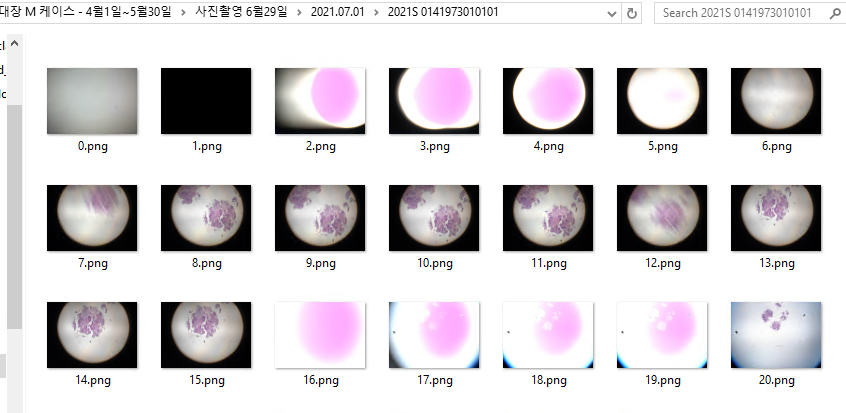 대장 M 케이스 - 4월1일~5월30일 > 사진촬영 6월29일 > 2021.07.01 > 2021S 0141973010101
Search 2021S 0141973010101
0.png 1.png 2.png 3.png 4.png 5.png 6.png
7.png 8.png 9.png 10.png 11.png 12.png 13.png
14.png 15.png 16.png 17.png 18.png 19.png 20.png